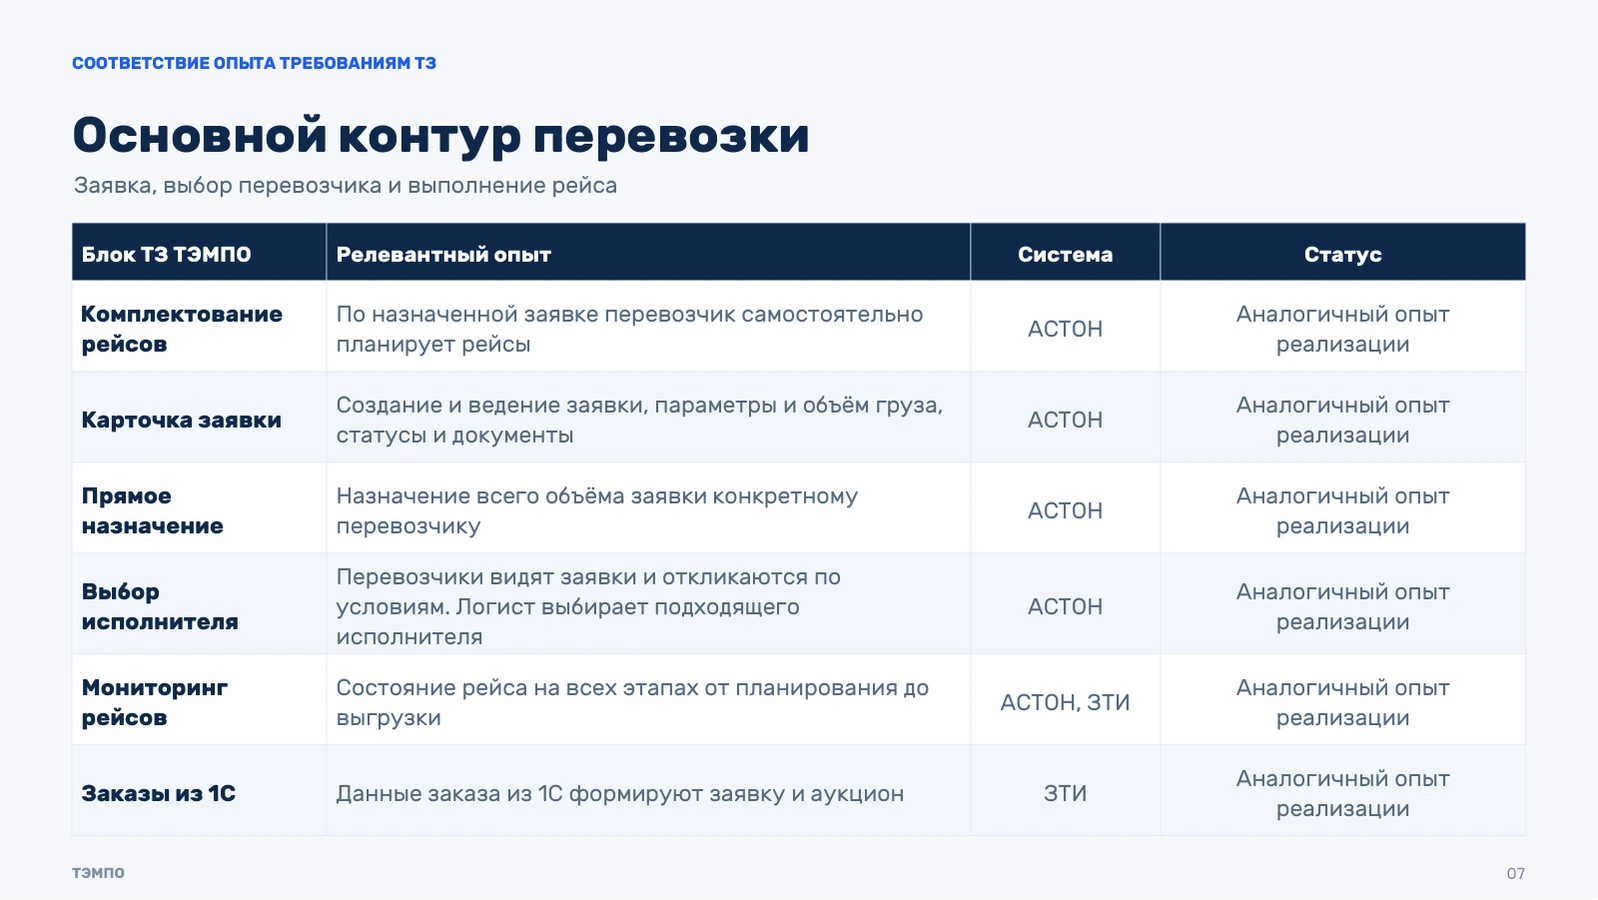 СООТВЕТСТВИЕ ОПЫТА ТРЕБОВАНИЯМ ТЗ
Основной контур перевозки
Заявка, выбор перевозчика и выполнение рейса
Блок ТЗ ТЭМПО
Релевантный опыт
Система
Статус
Комплектование
рейсов
По назначенной заявке перевозчик самостоятельно
планирует рейсы
АСТОН
Аналогичный опыт
реализации
Карточка заявки
Создание и ведение заявки, параметры и объём груза,
статусы и документы
АСТОН
Аналогичный опыт
реализации
Прямое
назначение
Назначение всего объёма заявки конкретному
перевозчику
АСТОН
Аналогичный опыт
реализации
Выбор
исполнителя
Перевозчики видят заявки и откликаются по
условиям. Логист выбирает подходящего
исполнителя
АСТОН
Аналогичный опыт
реализации
Мониторинг
рейсов
Состояние рейса на всех этапах от планирования до
выгрузки
АСТОН, ЗТИ
Аналогичный опыт
реализации
Заказы из 1С
Данные заказа из 1С формируют заявку и аукцион
ЗТИ
Аналогичный опыт
реализации
ТЭМПО
07